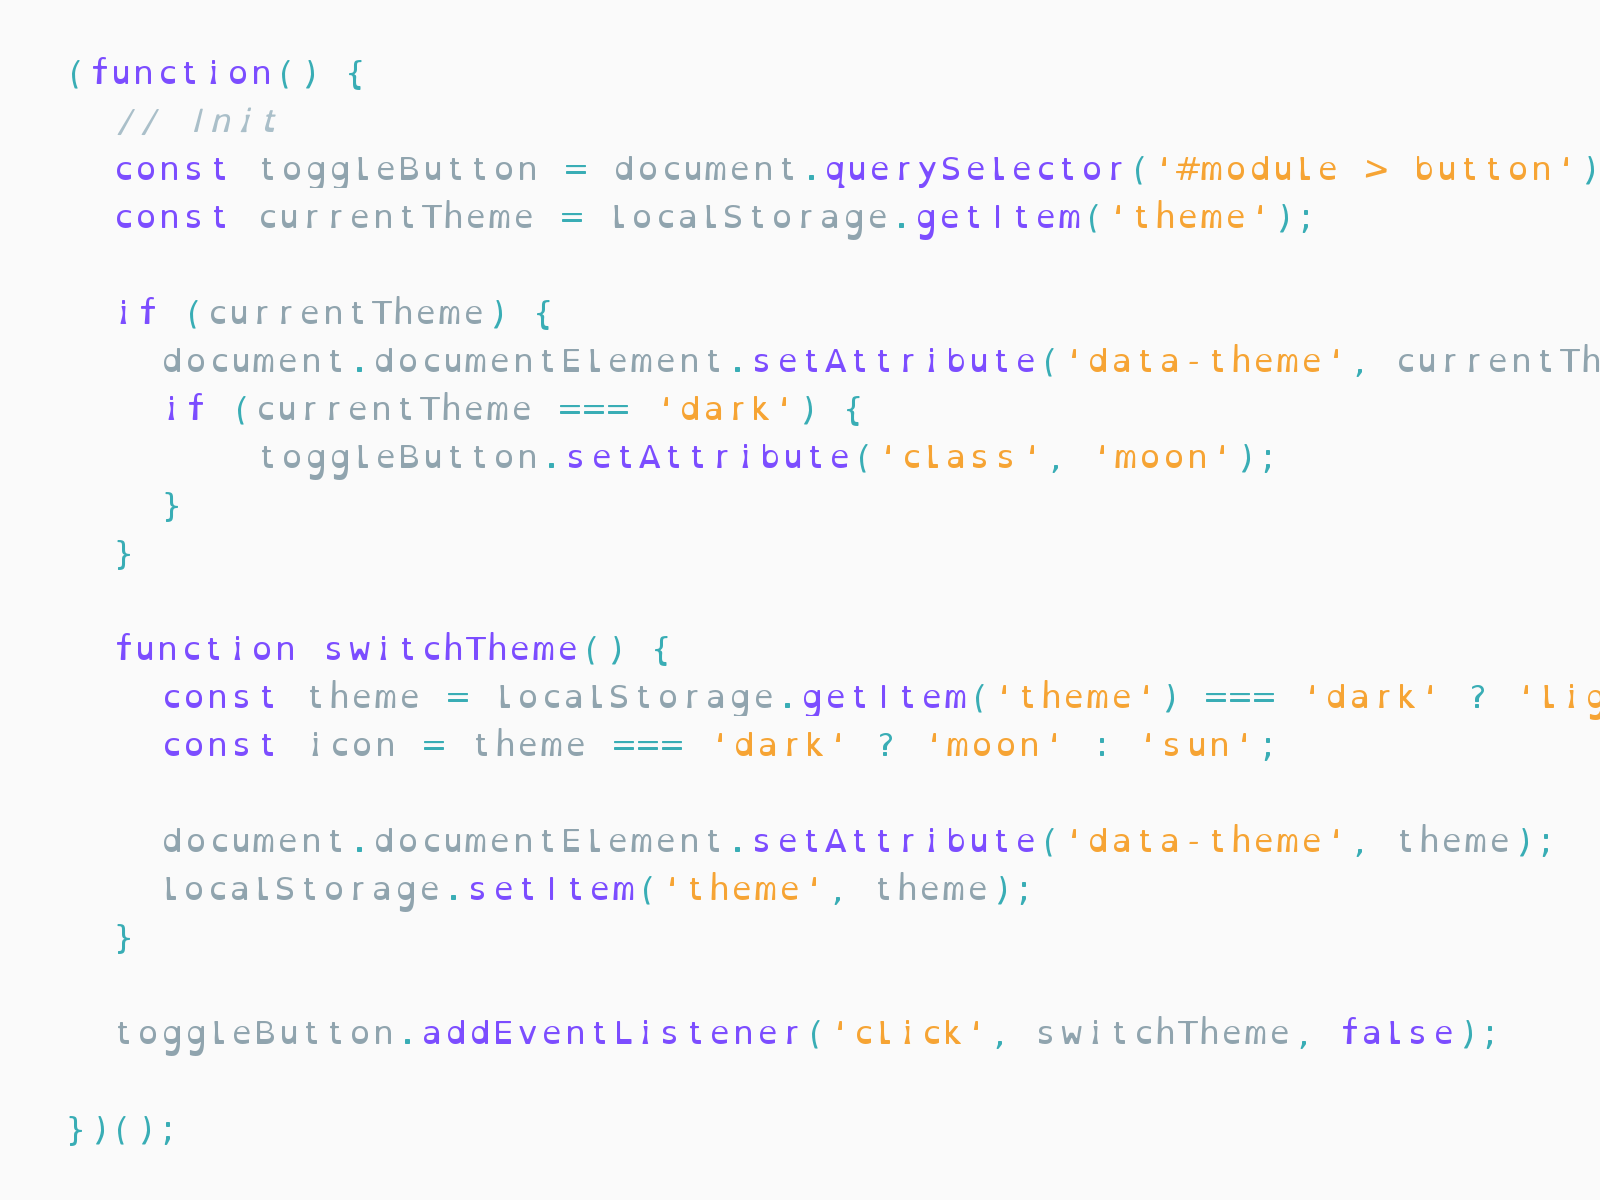 (function() {
// Init
const toggleButton = document.querySelector('#module > button')
const currentTheme = localStorage.getItem('theme');
if (currentTheme) {
document.documentElement.setAttribute('data-theme', currentTh
if (currentTheme === 'dark') {
toggleButton.setAttribute('class', 'moon');
}
}
function switchTheme() {
const theme = localStorage.getItem('theme') === 'dark' ? 'lig
const icon = theme === 'dark' ? 'moon' : 'sun';
document.documentElement.setAttribute('data-theme', theme);
localStorage.setItem('theme', theme);
}
toggleButton.addEventListener('click', switchTheme, false);
})();